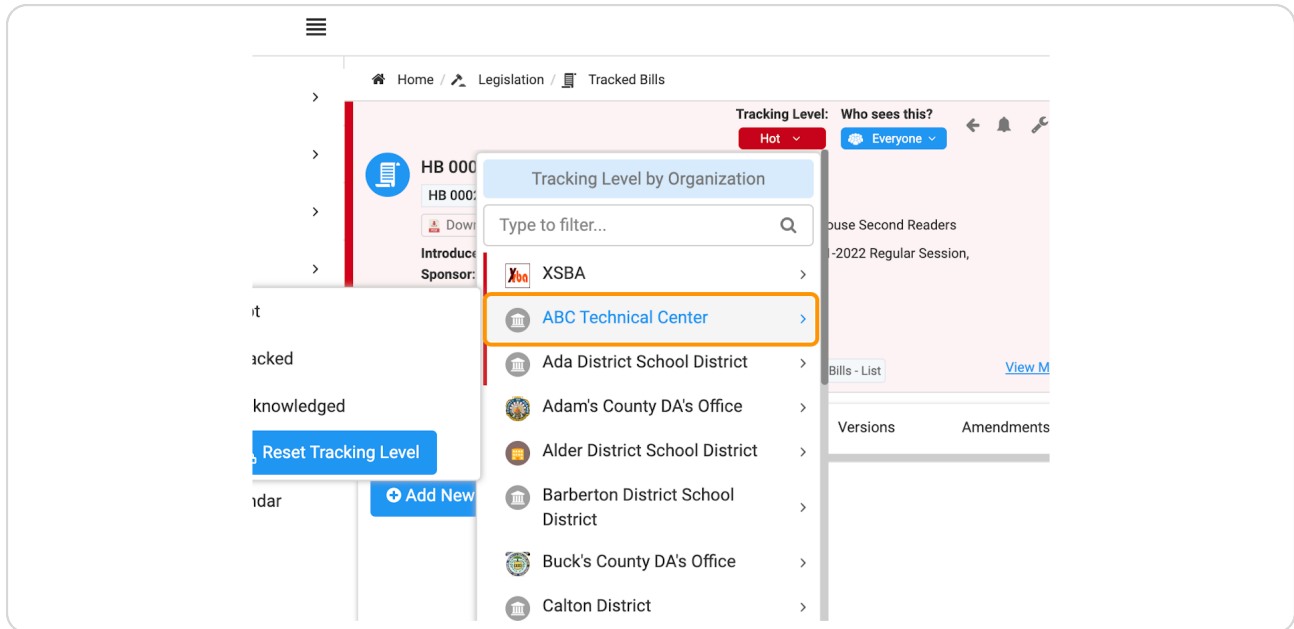 Home / Legislation / Tracked Bills
Tracking Level: Who sees this?
Hot Everyone
HB 000
HB 000
Down
Introduce
Sponsor:
Tracking Level by Organization
Type to filter...
XSBA
ABC Technical Center
Ada District School District
Adam's County DA's Office
Alder District School District
Barberton District School
District
Buck's County DA's Office
Calton District
ouse Second Readers
1-2022 Regular Session,
Bills - List
View M
Versions Amendments
ot
acked
knowledged
Reset Tracking Level
ndar
Add New